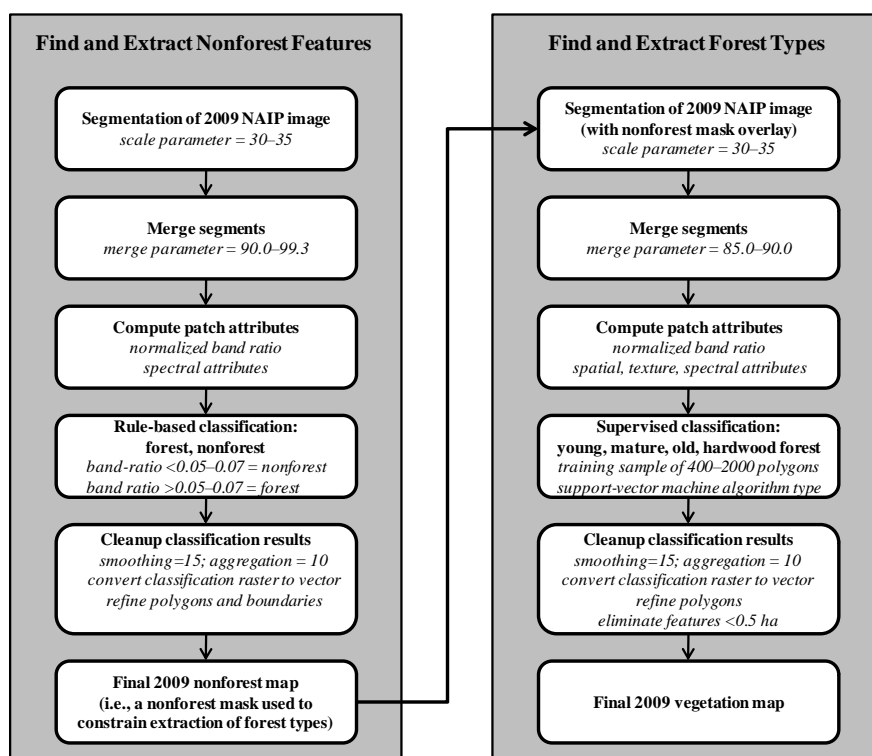 Find and Extract Nonforest Features
Segmentation of 2009 NAIP image
scale parameter = 30–35
Merge segments
merge parameter = 90.0–99.3
Compute patch attributes
normalized band ratio
spectral attributes
Rule-based classification:
forest, nonforest
band-ratio <0.05–0.07 = nonforest
band ratio >0.05–0.07 = forest
Cleanup classification results
smoothing=15; aggregation = 10
convert classification raster to vector
refine polygons and boundaries
Final 2009 nonforest map
(i.e., a nonforest mask used to
constrain extraction of forest types)
Find and Extract Forest Types
Segmentation of 2009 NAIP image
(with nonforest mask overlay)
scale parameter = 30–35
Merge segments
merge parameter = 85.0–90.0
Compute patch attributes
normalized band ratio
spatial, texture, spectral attributes
Supervised classification:
young, mature, old, hardwood forest
training sample of 400–2000 polygons
support-vector machine algorithm type
Cleanup classification results
smoothing=15; aggregation = 10
convert classification raster to vector
refine polygons
eliminate features <0.5 ha
Final 2009 vegetation map